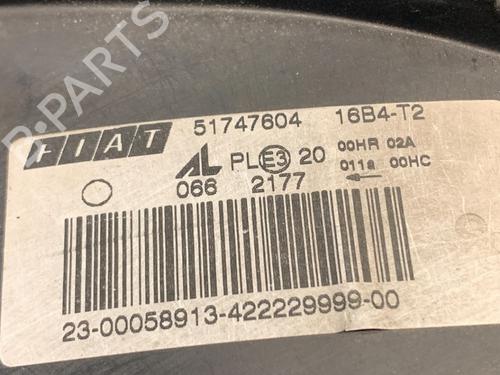 B-PARTS
FIAT 51747604 16B4-T2
AL PL E3 20 00HR 02A
066 2177 011a 00HC
23-00058913-422229999-00